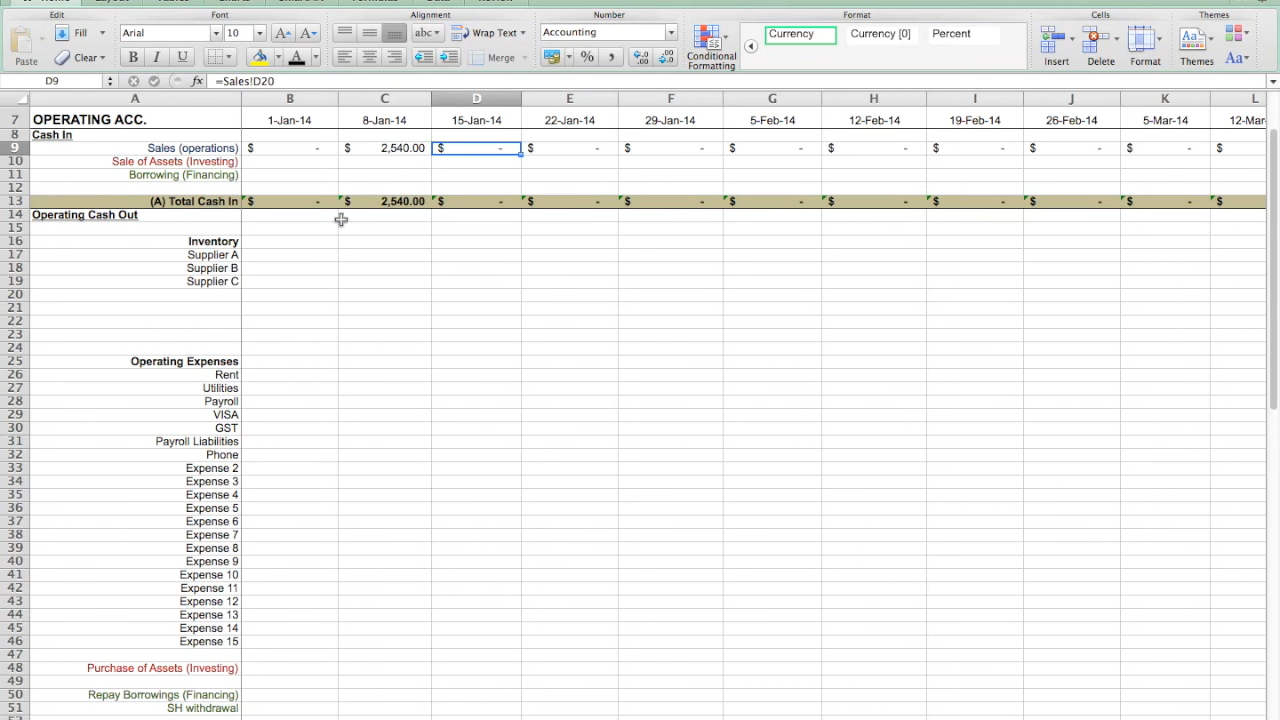 Edit Font Alignment Number Format Cells Themes
Fill Arial 10 A A abc Wrap Text Accounting Currency Currency [0] Percent Aa
Paste Clear B I U A Merge % , .0 .00 Conditional Formatting Insert Delete Format Themes Aa
D9 fx =Sales!D20
A B C D E F G H I J K L
7 OPERATING ACC. 1-Jan-14 8-Jan-14 15-Jan-14 22-Jan-14 29-Jan-14 5-Feb-14 12-Feb-14 19-Feb-14 26-Feb-14 5-Mar-14 12-Mar
8 Cash In
9 Sales (operations) $ - $ 2,540.00 $ - $ - $ - $ - $ - $ - $ - $ - $
10 Sale of Assets (Investing)
11 Borrowing (Financing)
12
13 (A) Total Cash In $ - $ 2,540.00 $ - $ - $ - $ - $ - $ - $ - $ - $
14 Operating Cash Out
15
16 Inventory
17 Supplier A
18 Supplier B
19 Supplier C
20
21
22
23
24
25 Operating Expenses
26 Rent
27 Utilities
28 Payroll
29 VISA
30 GST
31 Payroll Liabilities
32 Phone
33 Expense 2
34 Expense 3
35 Expense 4
36 Expense 5
37 Expense 6
38 Expense 7
39 Expense 8
40 Expense 9
41 Expense 10
42 Expense 11
43 Expense 12
44 Expense 13
45 Expense 14
46 Expense 15
47
48 Purchase of Assets (Investing)
49
50 Repay Borrowings (Financing)
51 SH withdrawal